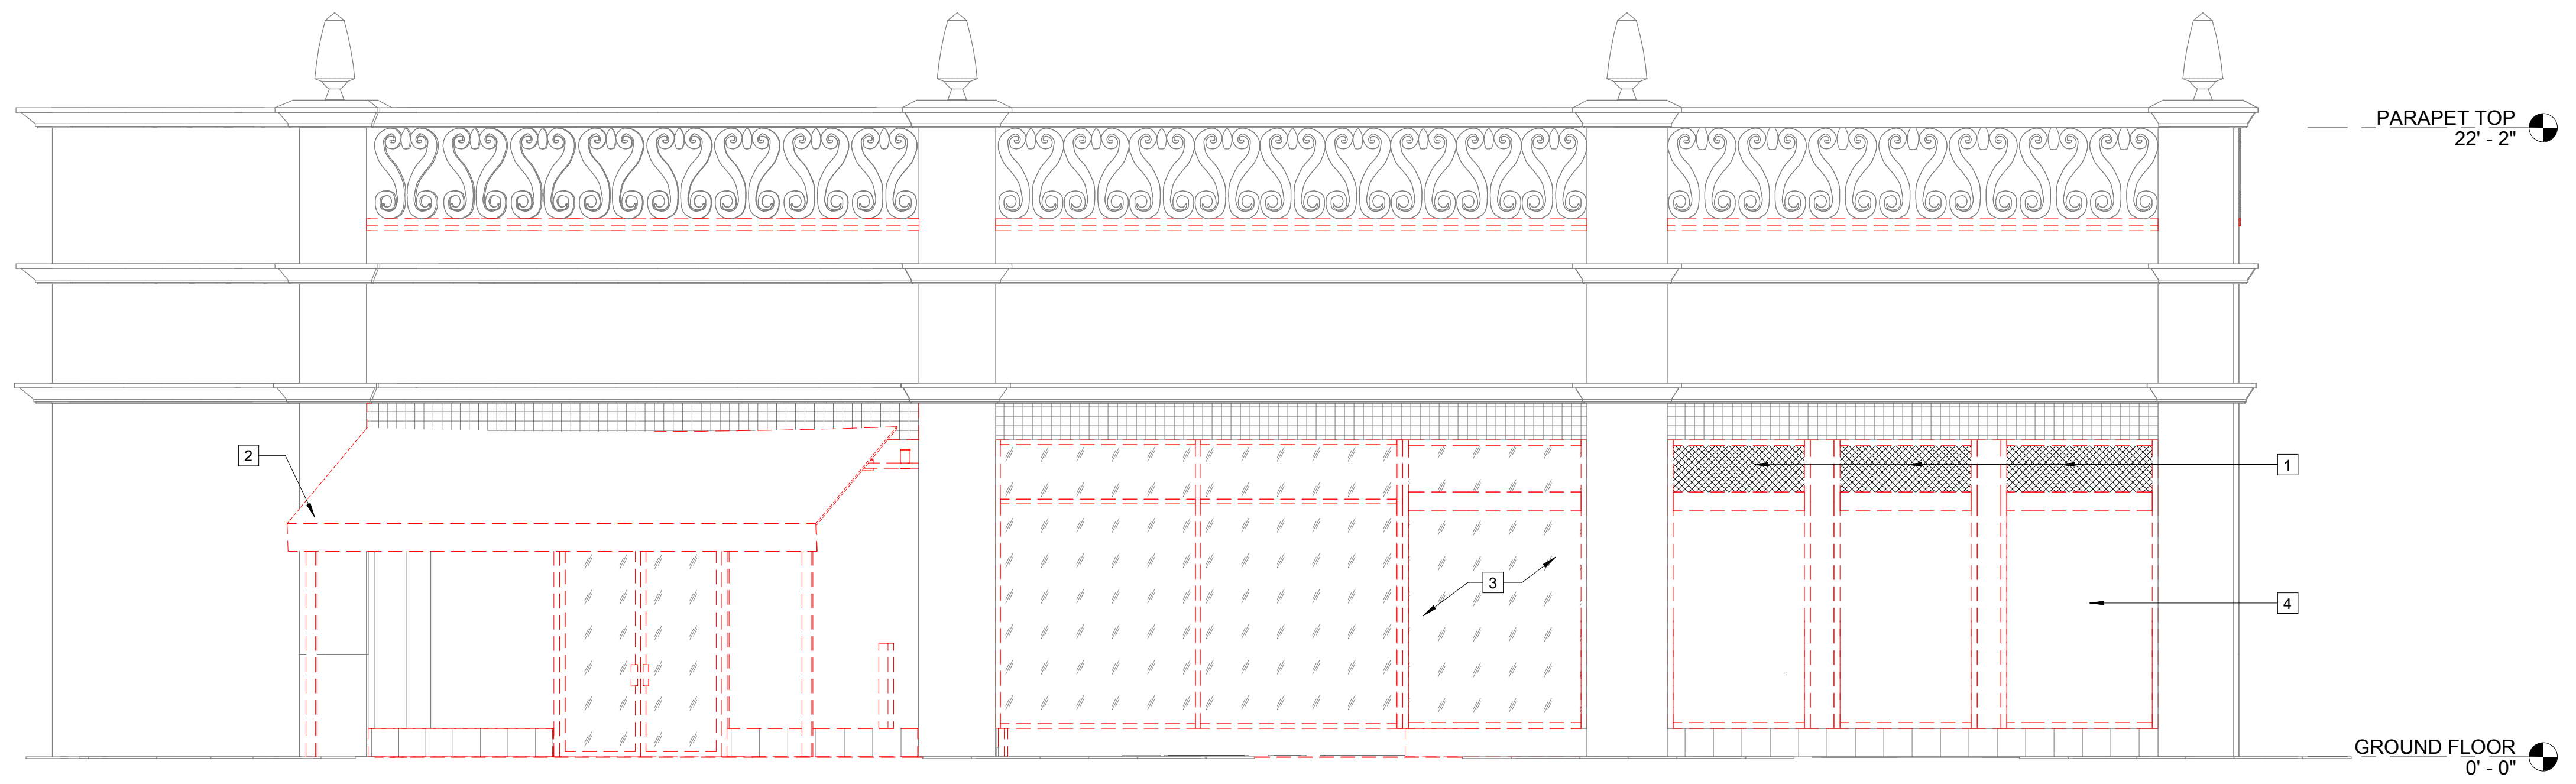 PARAPET TOP
22' - 2"
2
1
3
4
GROUND FLOOR
0' - 0"